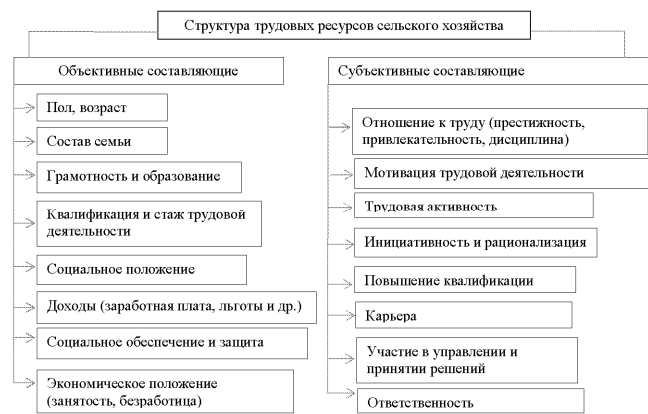 Структура трудовых ресурсов сельского хозяйства
Объективные составляющие
Пол, возраст
Состав семьи
Грамотность и образование
Квалификация и стаж трудовой
деятельности
Социальное положение
Доходы (заработная плата, льготы и др.)
Социальное обеспечение и защита
Экономическое положение
(занятость, безработица)
Субъективные составляющие
Отношение к труду (престижность,
привлекательность, дисциплина)
Мотивация трудовой деятельности
Трудовая активность
Инициативность и рационализация
Повышение квалификации
Карьера
Участие в управлении и
принятии решений
Ответственность